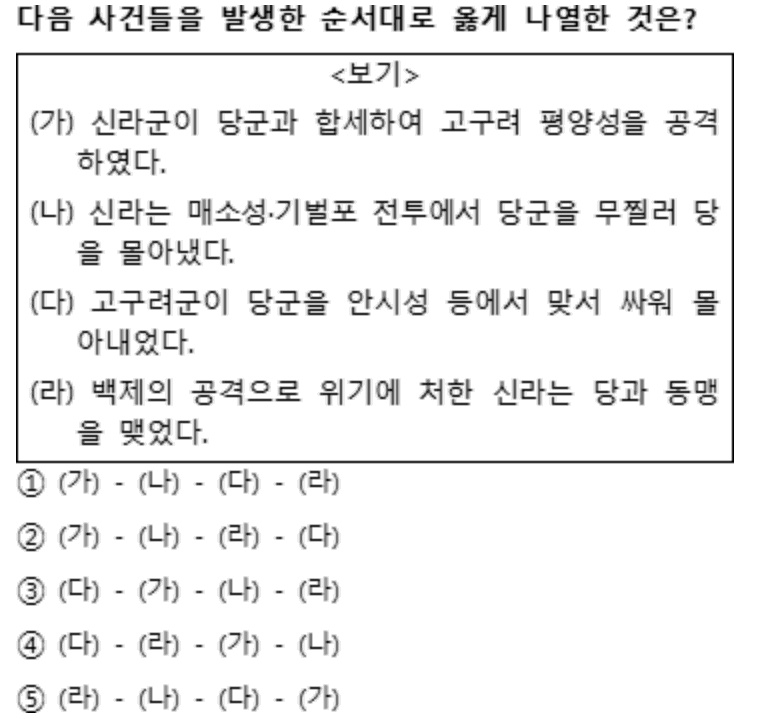 다음 사건들을 발생한 순서대로 옳게 나열한 것은?
<보기>
(가) 신라군이 당군과 합세하여 고구려 평양성을 공격
하였다.
(나) 신라는 매소성·기벌포 전투에서 당군을 무찔러 당
을 몰아냈다.
(다) 고구려군이 당군을 안시성 등에서 맞서 싸워 몰
아내었다.
(라) 백제의 공격으로 위기에 처한 신라는 당과 동맹
을 맺었다.
① (가) - (나) - (다) - (라)
② (가) - (나) - (라) - (다)
③ (다) - (가) - (나) - (라)
④ (다) - (라) - (가) - (나)
⑤ (라) - (나) - (다) - (가)